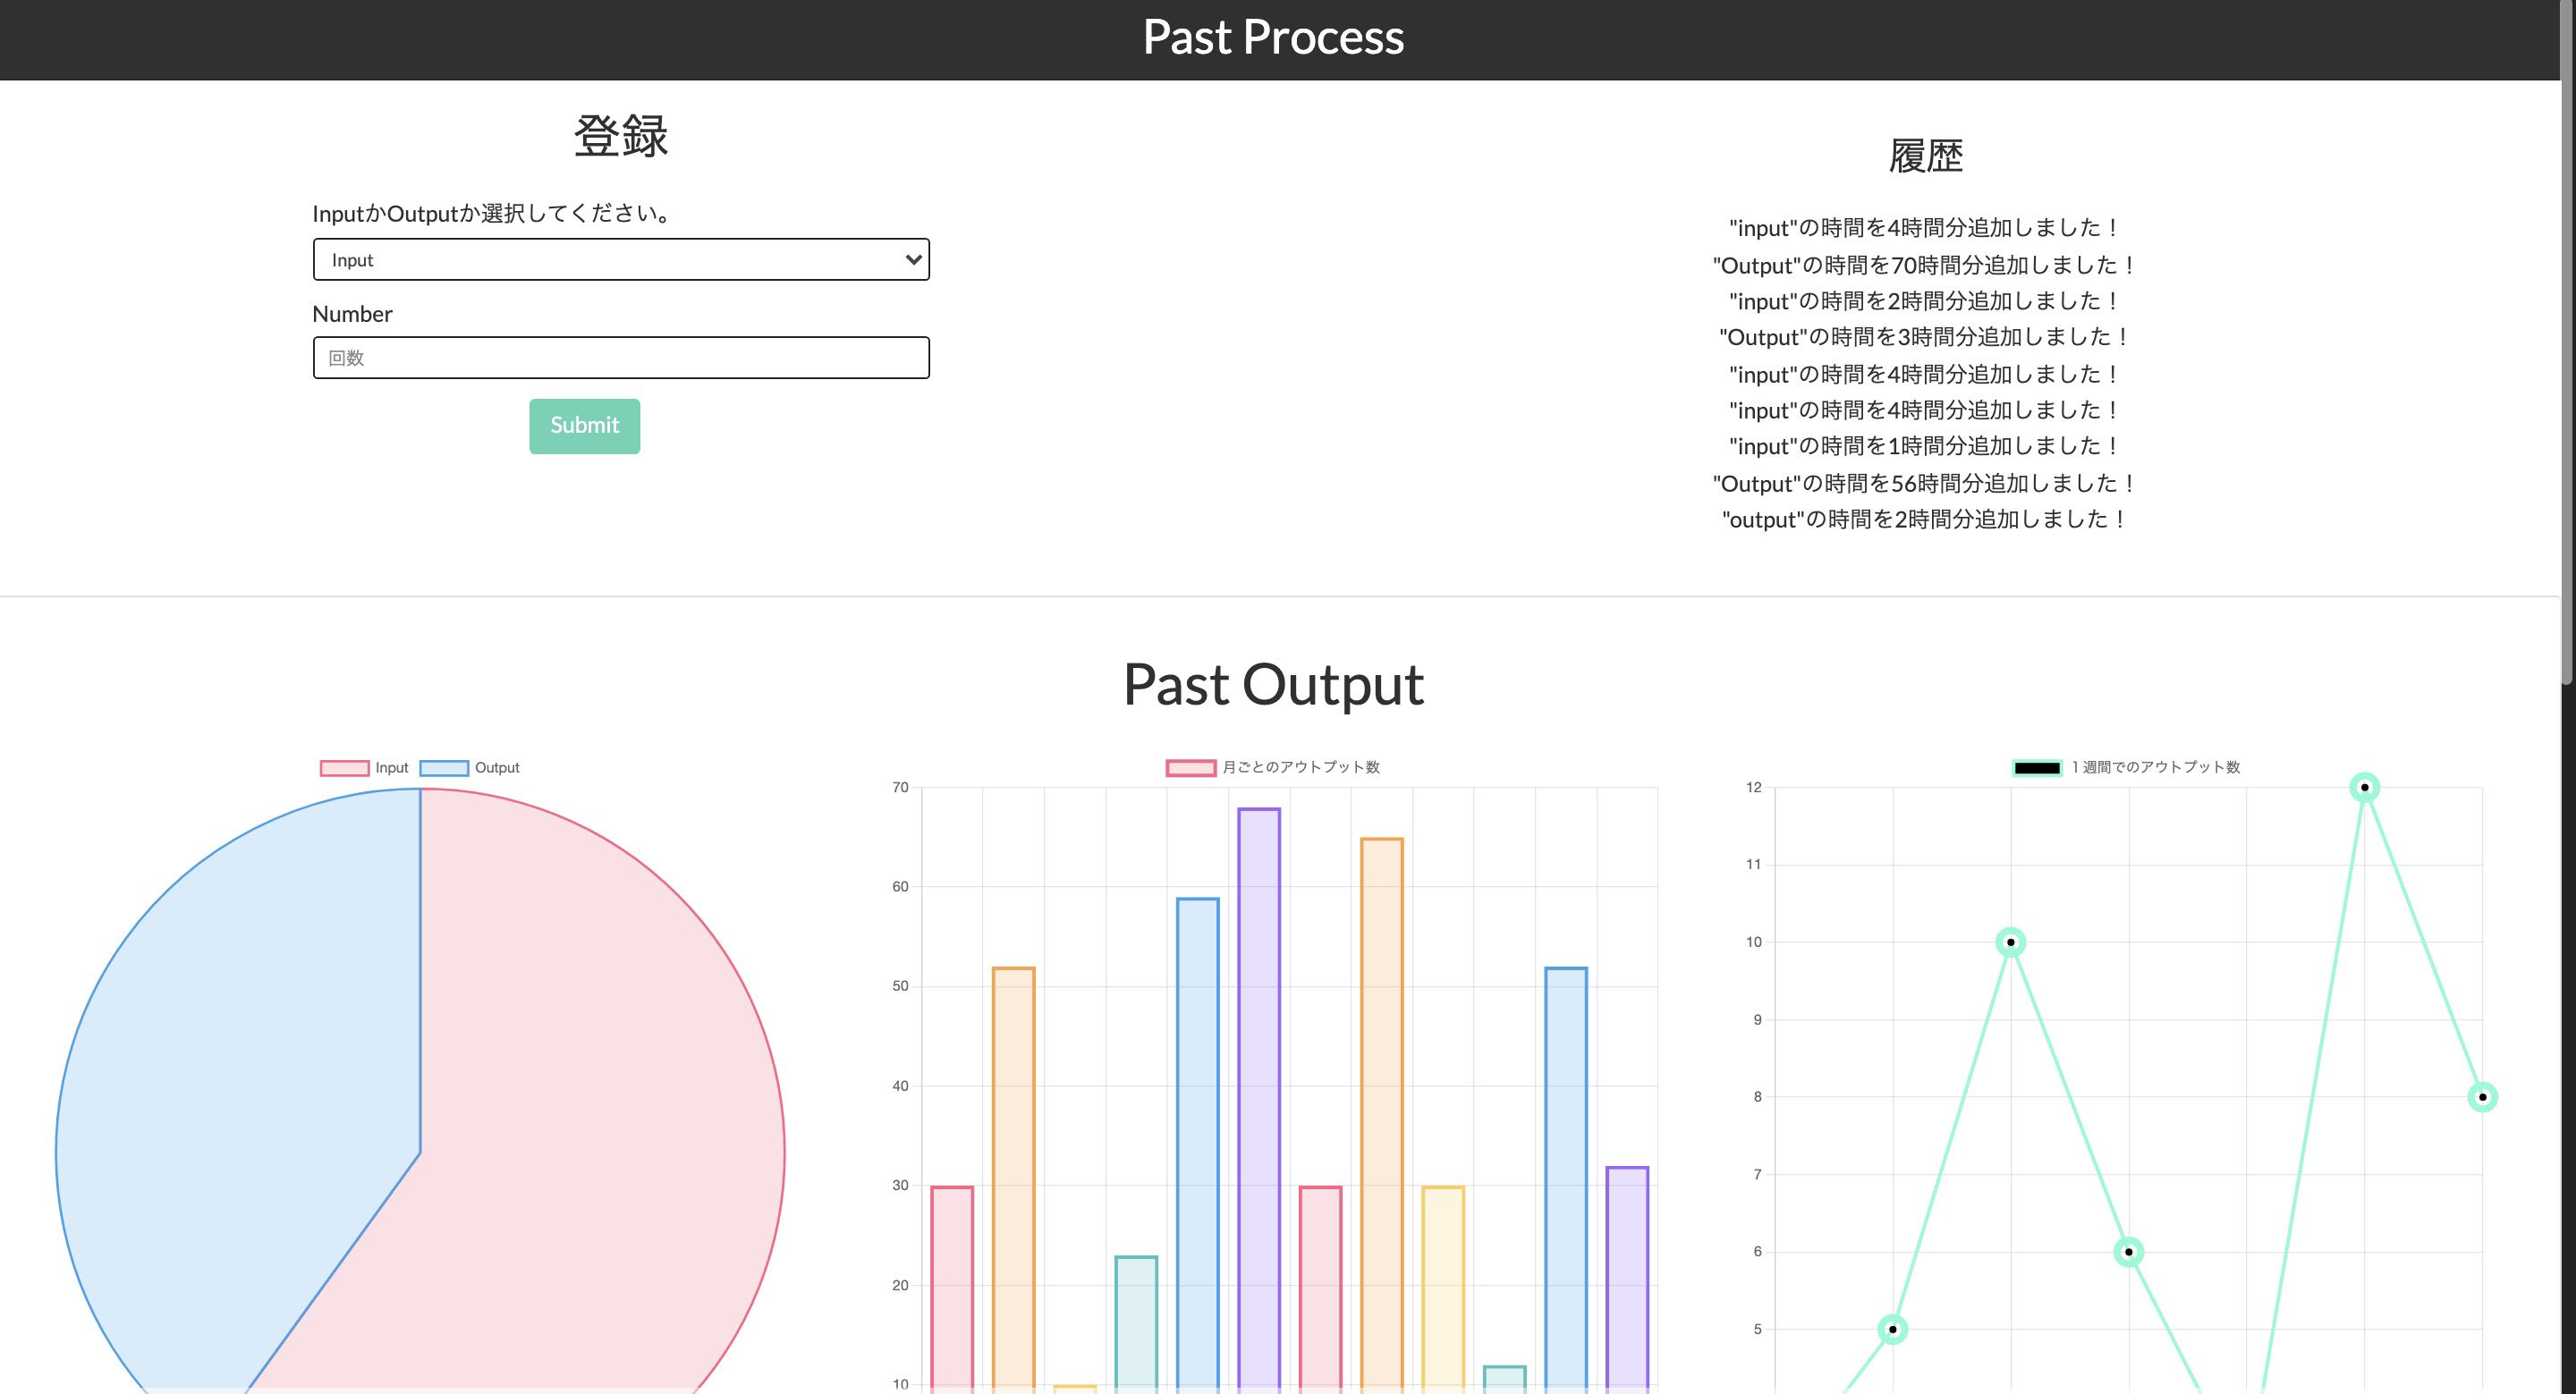 Past Process
登録
InputかOutputか選択してください。
Input
Number
回数
Submit
履歴
"input"の時間を4時間分追加しました！
"Output"の時間を70時間分追加しました！
"input"の時間を2時間分追加しました！
"Output"の時間を3時間分追加しました！
"input"の時間を4時間分追加しました！
"input"の時間を4時間分追加しました！
"input"の時間を1時間分追加しました！
"Output"の時間を56時間分追加しました！
"output"の時間を2時間分追加しました！
Past Output
Input Output
月ごとのアウトプット数
70
60
50
40
30
20
10
1 週間でのアウトプット数
12
11
10
9
8
7
6
5